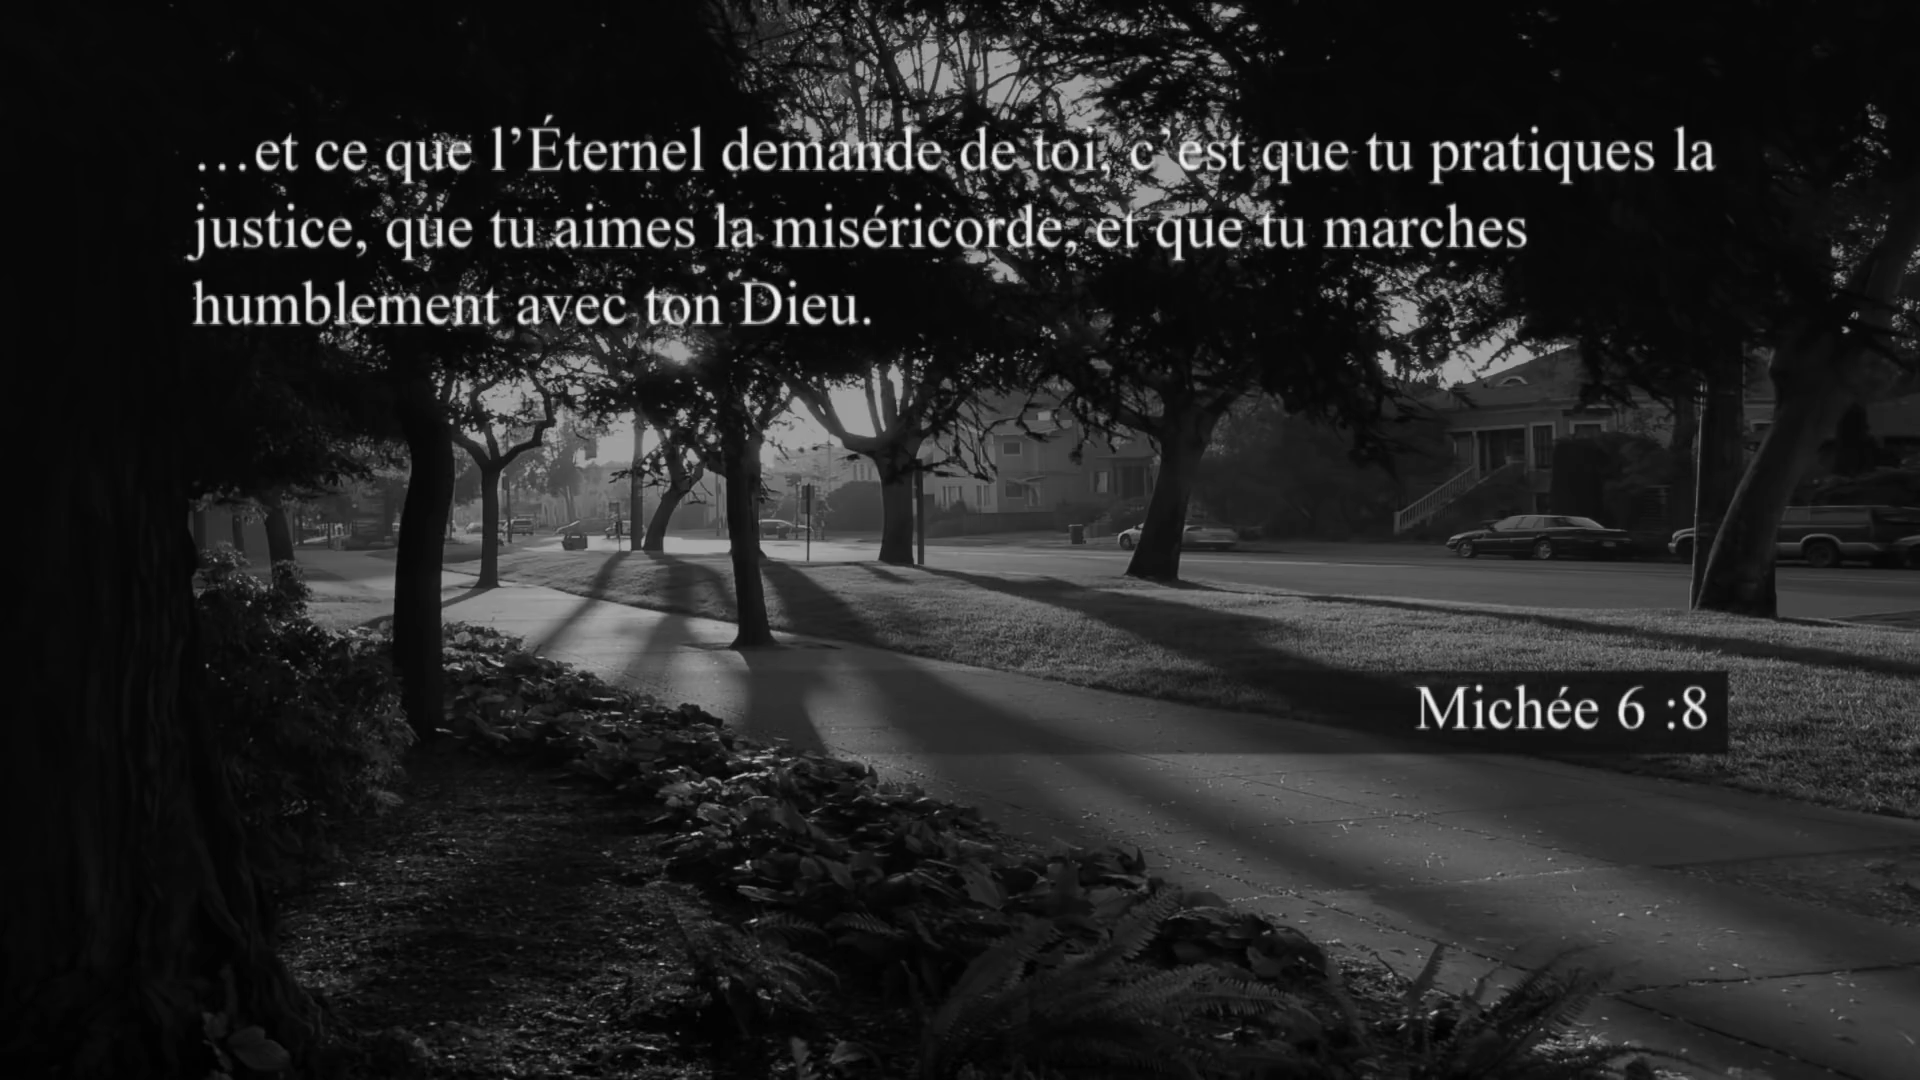 …et ce que l’Éternel demande de toi, c’est que tu pratiques la
justice, que tu aimes la miséricorde, et que tu marches
humblement avec ton Dieu.
Michée 6 :8